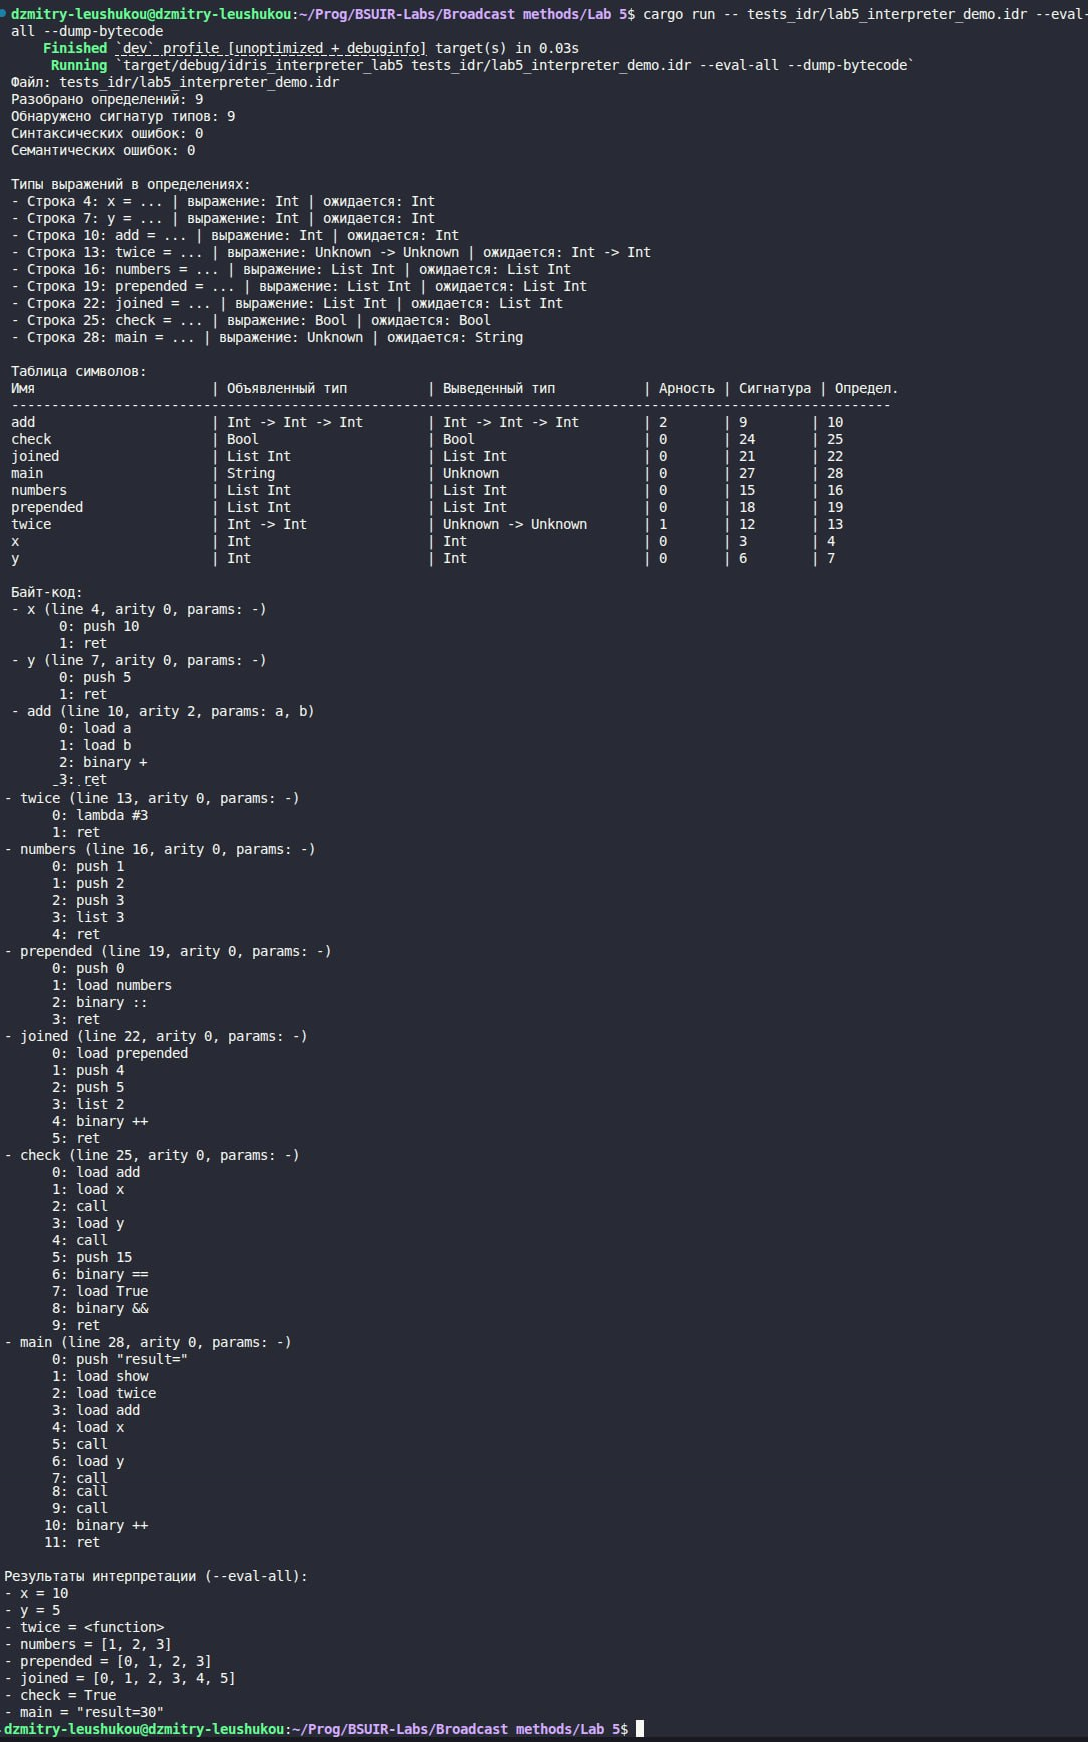 dzmitry-leushukou@dzmitry-leushukou:~/Prog/BSUIR-Labs/Broadcast methods/Lab 5$ cargo run -- tests_idr/lab5_interpreter_demo.idr --eval-
all --dump-bytecode
    Finished `dev` profile [unoptimized + debuginfo] target(s) in 0.03s
     Running `target/debug/idris_interpreter_lab5 tests_idr/lab5_interpreter_demo.idr --eval-all --dump-bytecode`
Файл: tests_idr/lab5_interpreter_demo.idr
Разобрано определений: 9
Обнаружено сигнатур типов: 9
Синтаксических ошибок: 0
Семантических ошибок: 0

Типы выражений в определениях:
- Строка 4: x = ... | выражение: Int | ожидается: Int
- Строка 7: y = ... | выражение: Int | ожидается: Int
- Строка 10: add = ... | выражение: Int | ожидается: Int
- Строка 13: twice = ... | выражение: Unknown -> Unknown | ожидается: Int -> Int
- Строка 16: numbers = ... | выражение: List Int | ожидается: List Int
- Строка 19: prepended = ... | выражение: List Int | ожидается: List Int
- Строка 22: joined = ... | выражение: List Int | ожидается: List Int
- Строка 25: check = ... | выражение: Bool | ожидается: Bool
- Строка 28: main = ... | выражение: Unknown | ожидается: String

Таблица символов:
Имя                      | Объявленный тип          | Выведенный тип           | Арность | Сигнатура | Определ.
--------------------------------------------------------------------------------------------------------------
add                      | Int -> Int -> Int        | Int -> Int -> Int        | 2       | 9        | 10
check                    | Bool                     | Bool                     | 0       | 24       | 25
joined                   | List Int                 | List Int                 | 0       | 21       | 22
main                     | String                   | Unknown                  | 0       | 27       | 28
numbers                  | List Int                 | List Int                 | 0       | 15       | 16
prepended                | List Int                 | List Int                 | 0       | 18       | 19
twice                    | Int -> Int               | Unknown -> Unknown       | 1       | 12       | 13
x                        | Int                      | Int                      | 0       | 3        | 4
y                        | Int                      | Int                      | 0       | 6        | 7

Байт-код:
- x (line 4, arity 0, params: -)
      0: push 10
      1: ret
- y (line 7, arity 0, params: -)
      0: push 5
      1: ret
- add (line 10, arity 2, params: a, b)
      0: load a
      1: load b
      2: binary +
      3: ret
- twice (line 13, arity 0, params: -)
      0: lambda #3
      1: ret
- numbers (line 16, arity 0, params: -)
      0: push 1
      1: push 2
      2: push 3
      3: list 3
      4: ret
- prepended (line 19, arity 0, params: -)
      0: push 0
      1: load numbers
      2: binary ::
      3: ret
- joined (line 22, arity 0, params: -)
      0: load prepended
      1: push 4
      2: push 5
      3: list 2
      4: binary ++
      5: ret
- check (line 25, arity 0, params: -)
      0: load add
      1: load x
      2: call
      3: load y
      4: call
      5: push 15
      6: binary ==
      7: load True
      8: binary &&
      9: ret
- main (line 28, arity 0, params: -)
      0: push "result="
      1: load show
      2: load twice
      3: load add
      4: load x
      5: call
      6: load y
      7: call
      8: call
      9: call
     10: binary ++
     11: ret

Результаты интерпретации (--eval-all):
- x = 10
- y = 5
- twice = <function>
- numbers = [1, 2, 3]
- prepended = [0, 1, 2, 3]
- joined = [0, 1, 2, 3, 4, 5]
- check = True
- main = "result=30"
dzmitry-leushukou@dzmitry-leushukou:~/Prog/BSUIR-Labs/Broadcast methods/Lab 5$